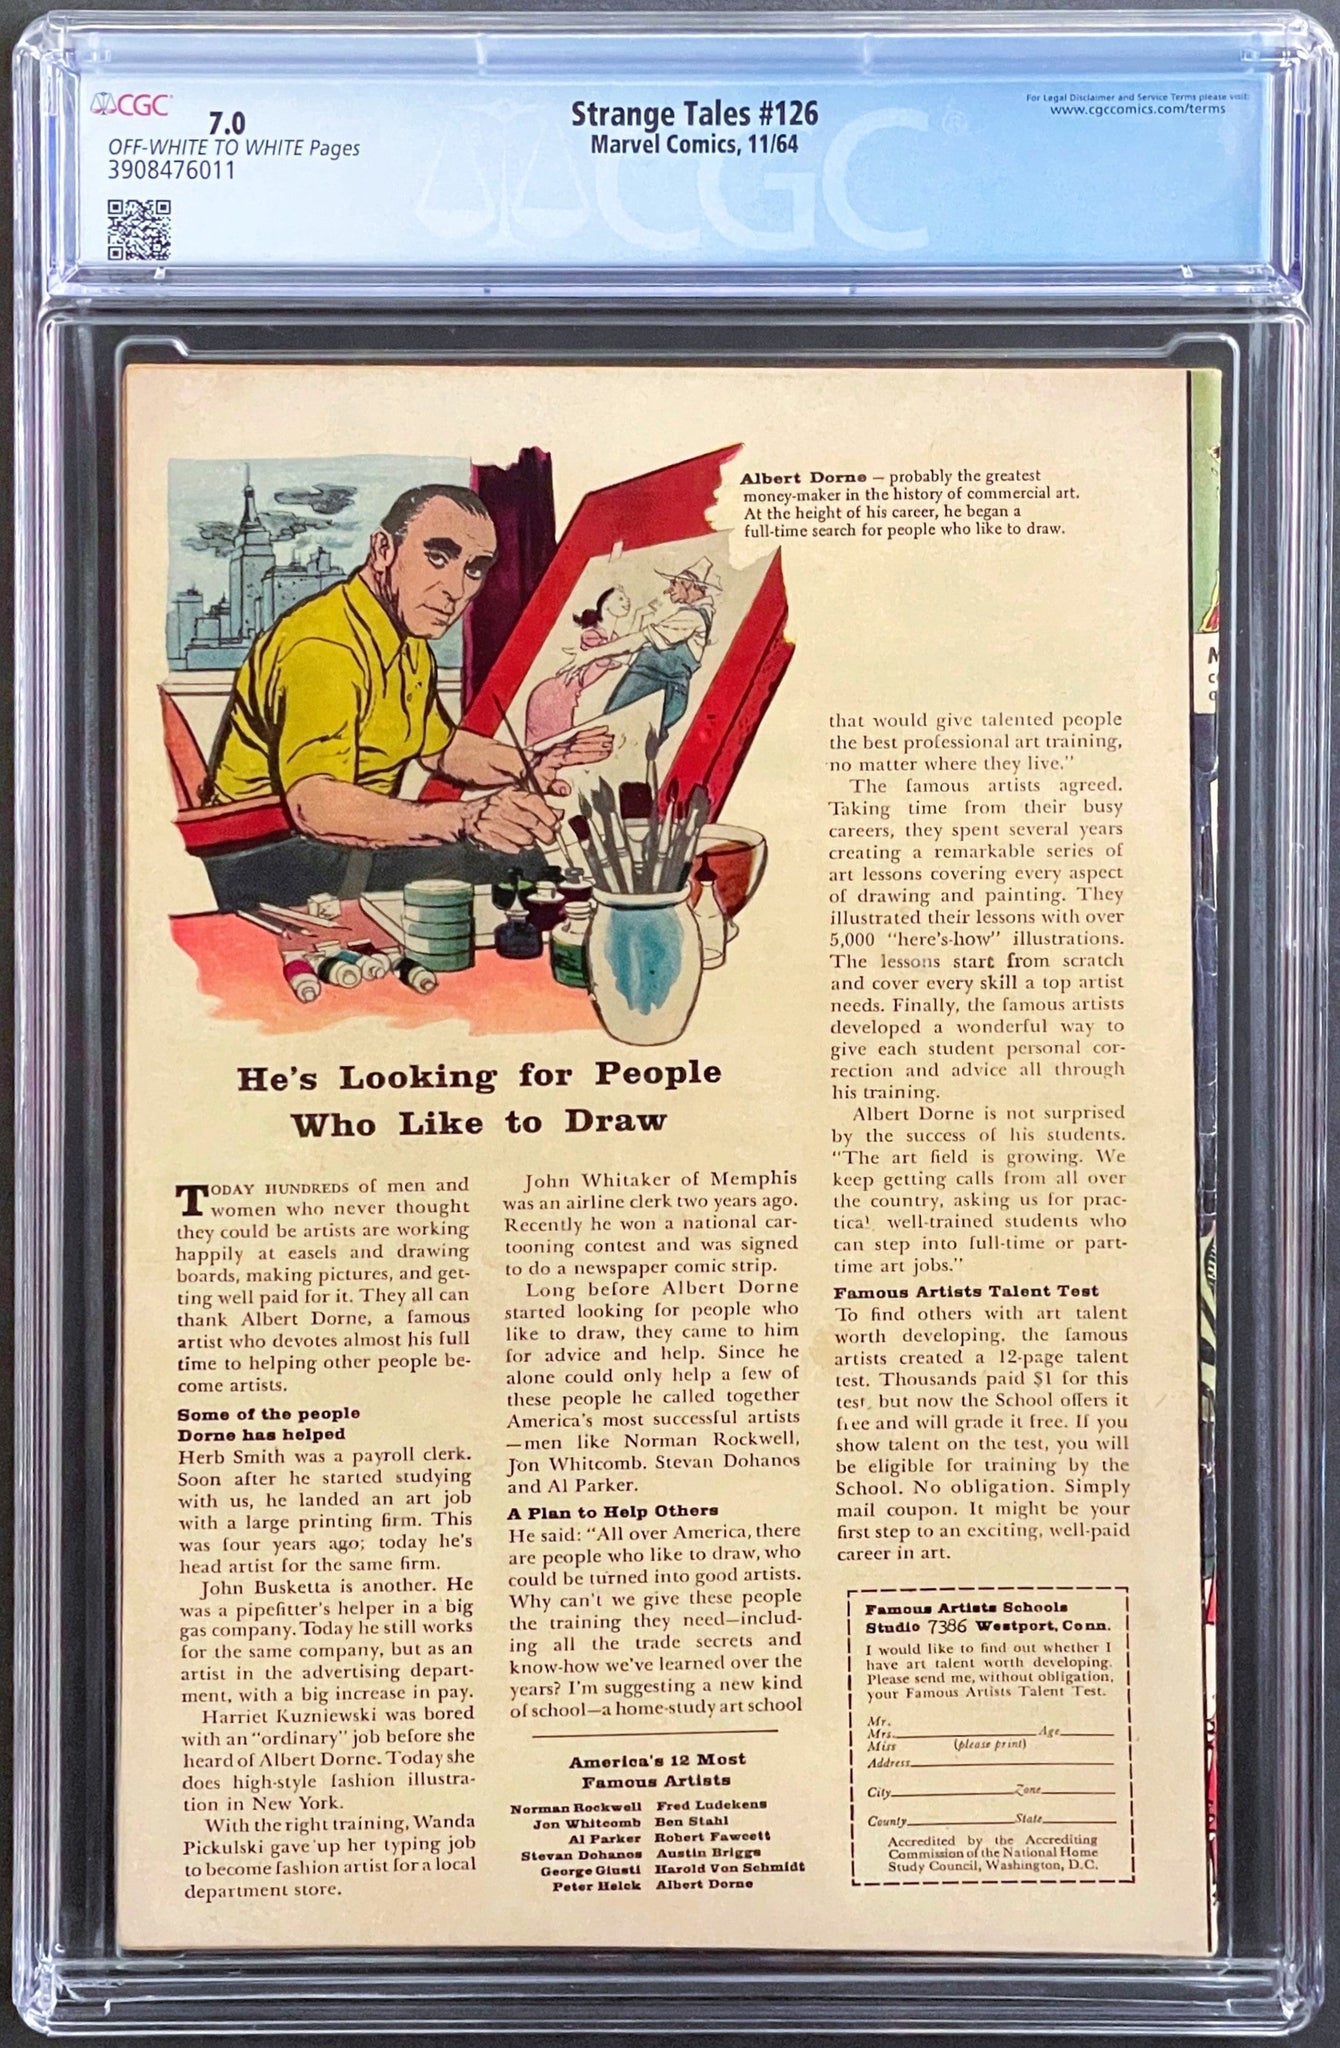 CGC
7.0
OFF-WHITE TO WHITE Pages
3908476011
Strange Tales #126
Marvel Comics, 11/64
For Legal Disclaimer and Service Terms please visit:
www.cgccomics.com/terms
CGC
Albert Dorne — probably the greatest
money-maker in the history of commercial art.
At the height of his career, he began a
full-time search for people who like to draw.
He's Looking for People
Who Like to Draw
TODAY HUNDREDS of men and
women who never thought
they could be artists are working
happily at easels and drawing
boards, making pictures, and get-
ting well paid for it. They all can
thank Albert Dorne, a famous
artist who devotes almost his full
time to helping other people be-
come artists.
Some of the people
Dorne has helped
Herb Smith was a payroll clerk.
Soon after he started studying
with us, he landed an art job
with a large printing firm. This
was four years ago; today he's
head artist for the same firm.
John Busketta is another. He
was a pipefitter's helper in a big
gas company. Today he still works
for the same company, but as an
artist in the advertising depart-
ment, with a big increase in pay.
Harriet Kuzniewski was bored
with an "ordinary" job before she
heard of Albert Dorne. Today she
does high-style fashion illustra-
tion in New York.
With the right training, Wanda
Pickulski gave up her typing job
to become fashion artist for a local
department store.
John Whitaker of Memphis
was an airline clerk two years ago.
Recently he won a national car-
tooning contest and was signed
to do a newspaper comic strip.
Long before Albert Dorne
started looking for people who
like to draw, they came to him
for advice and help. Since he
alone could only help a few of
these people he called together
America's most successful artists
—men like Norman Rockwell,
Jon Whitcomb, Stevan Dohanos
and Al Parker.
A Plan to Help Others
He said: "All over America, there
are people who like to draw, who
could be turned into good artists.
Why can't we give these people
the training they need—includ-
ing all the trade secrets and
know-how we've learned over the
years? I'm suggesting a new kind
of school—a home-study art school
America's 12 Most
Famous Artists
Norman Rockwell Fred Ludekens
Jon Whitcomb Ben Stahl
Al Parker Robert Fawcett
Stevan Dohanos Austin Briggs
George Giusti Harold Von Schmidt
Peter Helck Albert Dorne
that would give talented people
the best professional art training,
no matter where they live."
The famous artists agreed.
Taking time from their busy
careers, they spent several years
creating a remarkable series of
art lessons covering every aspect
of drawing and painting. They
illustrated their lessons with over
5,000 "here's-how" illustrations.
The lessons start from scratch
and cover every skill a top artist
needs. Finally, the famous artists
developed a wonderful way to
give each student personal cor-
rection and advice all through
his training.
Albert Dorne is not surprised
by the success of his students.
"The art field is growing. We
keep getting calls from all over
the country, asking us for prac-
tical well-trained students who
can step into full-time or part-
time art jobs."
Famous Artists Talent Test
To find others with art talent
worth developing, the famous
artists created a 12-page talent
test. Thousands paid $1 for this
test, but now the School offers it
free and will grade it free. If you
show talent on the test, you will
be eligible for training by the
School. No obligation. Simply
mail coupon. It might be your
first step to an exciting, well-paid
career in art.
Famous Artists Schools
Studio 7386 Westport, Conn.
I would like to find out whether I
have art talent worth developing.
Please send me, without obligation,
your Famous Artists Talent Test.
Mr.
Mrs. Age
Miss (please print)
Address
City Zone
County State
Accredited by the Accrediting
Commission of the National Home
Study Council, Washington, D.C.